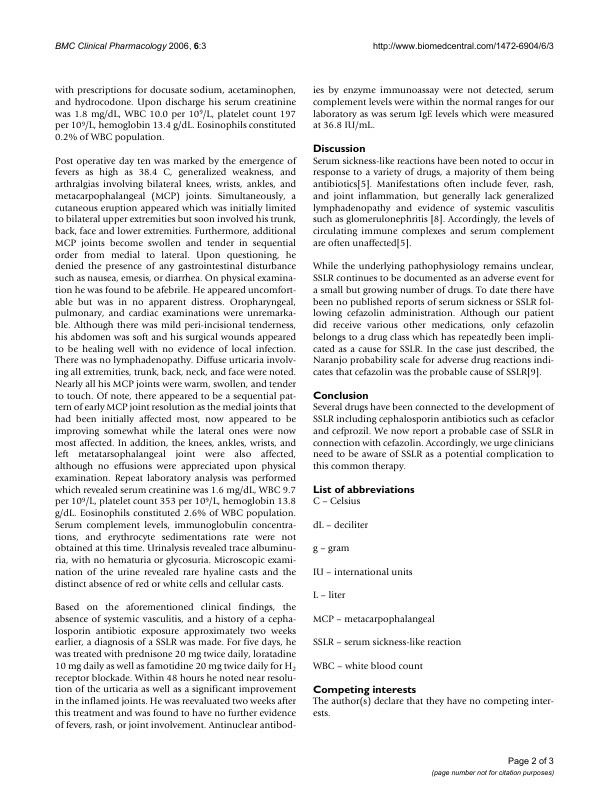 BMC Clinical Pharmacology 2006, 6:3
http://www.biomedcentral.com/1472-6904/6/3
with prescriptions for docusate sodium, acetaminophen,
and hydrocodone. Upon discharge his serum creatinine
was 1.8 mg/dL, WBC 10.0 per 10⁹/L, platelet count 197
per 10⁹/L, hemoglobin 13.4 g/dL. Eosinophils constituted
0.2% of WBC population.
Post operative day ten was marked by the emergence of
fevers as high as 38.4 C, generalized weakness, and
arthralgias involving bilateral knees, wrists, ankles, and
metacarpophalangeal (MCP) joints. Simultaneously, a
cutaneous eruption appeared which was initially limited
to bilateral upper extremities but soon involved his trunk,
back, face and lower extremities. Furthermore, additional
MCP joints become swollen and tender in sequential
order from medial to lateral. Upon questioning, he
denied the presence of any gastrointestinal disturbance
such as nausea, emesis, or diarrhea. On physical examina-
tion he was found to be afebrile. He appeared uncomfort-
able but was in no apparent distress. Oropharyngeal,
pulmonary, and cardiac examinations were unremarka-
ble. Although there was mild peri-incisional tenderness,
his abdomen was soft and his surgical wounds appeared
to be healing well with no evidence of local infection.
There was no lymphadenopathy. Diffuse urticaria involv-
ing all extremities, trunk, back, neck, and face were noted.
Nearly all his MCP joints were warm, swollen, and tender
to touch. Of note, there appeared to be a sequential pat-
tern of early MCP joint resolution as the medial joints that
had been initially affected most, now appeared to be
improving somewhat while the lateral ones were now
most affected. In addition, the knees, ankles, wrists, and
left metatarsophalangeal joint were also affected,
although no effusions were appreciated upon physical
examination. Repeat laboratory analysis was performed
which revealed serum creatinine was 1.6 mg/dL, WBC 9.7
per 10⁹/L, platelet count 353 per 10⁹/L, hemoglobin 13.8
g/dL. Eosinophils constituted 2.6% of WBC population.
Serum complement levels, immunoglobulin concentra-
tions, and erythrocyte sedimentations rate were not
obtained at this time. Urinalysis revealed trace albuminu-
ria, with no hematuria or glycosuria. Microscopic exami-
nation of the urine revealed rare hyaline casts and the
distinct absence of red or white cells and cellular casts.
Based on the aforementioned clinical findings, the
absence of systemic vasculitis, and a history of a cepha-
losporin antibiotic exposure approximately two weeks
earlier, a diagnosis of a SSLR was made. For five days, he
was treated with prednisone 20 mg twice daily, loratadine
10 mg daily as well as famotidine 20 mg twice daily for H₂
receptor blockade. Within 48 hours he noted near resolu-
tion of the urticaria as well as a significant improvement
in the inflamed joints. He was reevaluated two weeks after
this treatment and was found to have no further evidence
of fevers, rash, or joint involvement. Antinuclear antibod-
ies by enzyme immunoassay were not detected, serum
complement levels were within the normal ranges for our
laboratory as was serum IgE levels which were measured
at 36.8 IU/mL.
Discussion
Serum sickness-like reactions have been noted to occur in
response to a variety of drugs, a majority of them being
antibiotics[5]. Manifestations often include fever, rash,
and joint inflammation, but generally lack generalized
lymphadenopathy and evidence of systemic vasculitis
such as glomerulonephritis [8]. Accordingly, the levels of
circulating immune complexes and serum complement
are often unaffected[5].
While the underlying pathophysiology remains unclear,
SSLR continues to be documented as an adverse event for
a small but growing number of drugs. To date there have
been no published reports of serum sickness or SSLR fol-
lowing cefazolin administration. Although our patient
did receive various other medications, only cefazolin
belongs to a drug class which has repeatedly been impli-
cated as a cause for SSLR. In the case just described, the
Naranjo probability scale for adverse drug reactions indi-
cates that cefazolin was the probable cause of SSLR[9].
Conclusion
Several drugs have been connected to the development of
SSLR including cephalosporin antibiotics such as cefaclor
and cefprozil. We now report a probable case of SSLR in
connection with cefazolin. Accordingly, we urge clinicians
need to be aware of SSLR as a potential complication to
this common therapy.
List of abbreviations
C – Celsius
dL – deciliter
g – gram
IU – international units
L – liter
MCP – metacarpophalangeal
SSLR – serum sickness-like reaction
WBC – white blood count
Competing interests
The author(s) declare that they have no competing inter-
ests.
Page 2 of 3
(page number not for citation purposes)